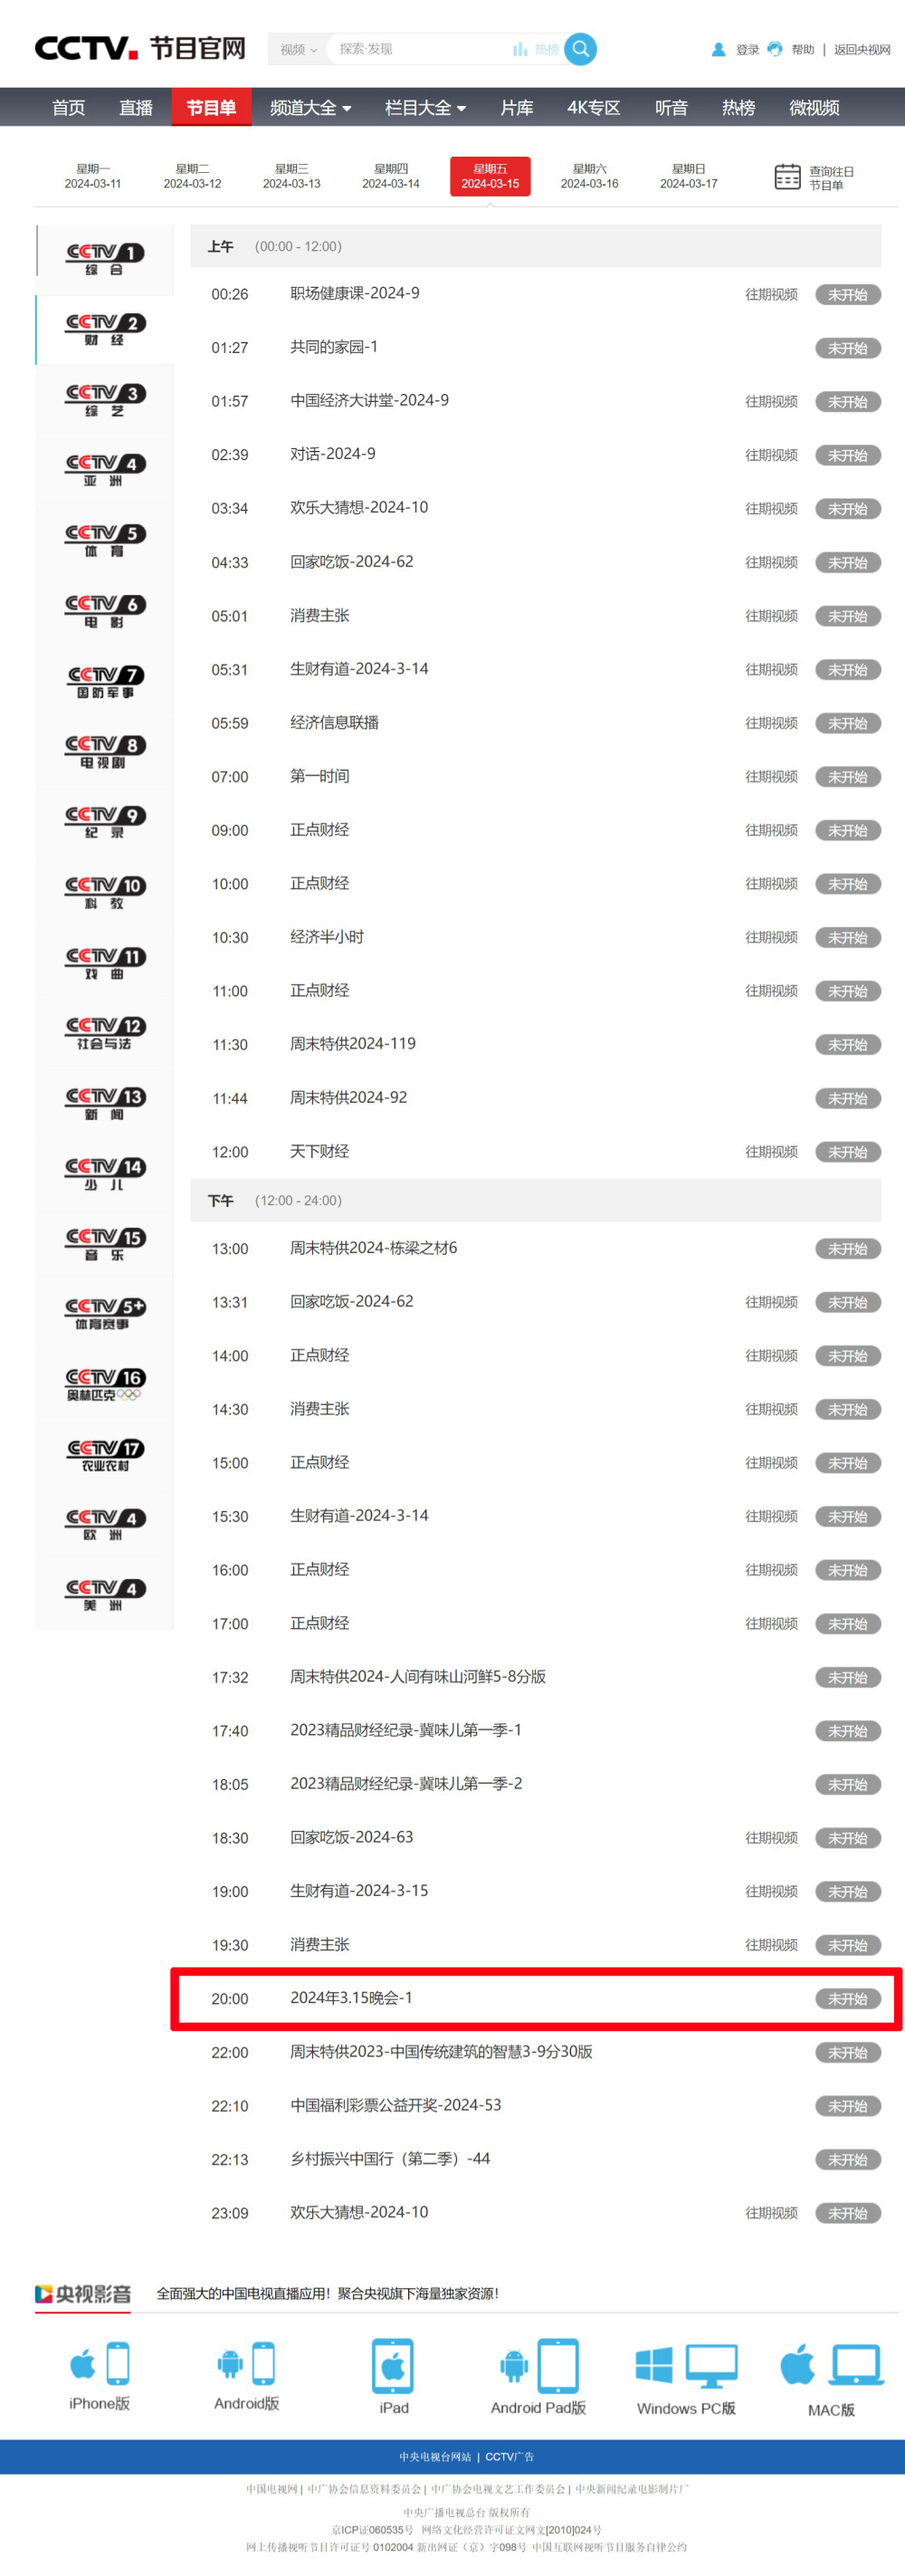 CCTV. 节目官网 视频 探索·发现 热榜 登录 帮助 | 返回央视网
首页 直播 节目单 频道大全 栏目大全 片库 4K专区 听音 热榜 微视频
星期一 星期二 星期三 星期四 星期五 星期六 星期日 查询往日
2024-03-11 2024-03-12 2024-03-13 2024-03-14 2024-03-15 2024-03-16 2024-03-17 节目单
CCTV 1
综合
CCTV 2
财经
CCTV 3
综艺
CCTV 4
亚洲
CCTV 5
体育
CCTV 6
电影
CCTV 7
国防军事
CCTV 8
电视剧
CCTV 9
纪录
CCTV 10
科教
CCTV 11
戏曲
CCTV 12
社会与法
CCTV 13
新闻
CCTV 14
少儿
CCTV 15
音乐
CCTV 5+
体育赛事
CCTV 16
奥林匹克
CCTV 17
农业农村
CCTV 4
欧洲
CCTV 4
美洲
上午 (00:00 - 12:00)
00:26 职场健康课-2024-9 往期视频 未开始
01:27 共同的家园-1 未开始
01:57 中国经济大讲堂-2024-9 往期视频 未开始
02:39 对话-2024-9 往期视频 未开始
03:34 欢乐大猜想-2024-10 往期视频 未开始
04:33 回家吃饭-2024-62 往期视频 未开始
05:01 消费主张 往期视频 未开始
05:31 生财有道-2024-3-14 往期视频 未开始
05:59 经济信息联播 往期视频 未开始
07:00 第一时间 往期视频 未开始
09:00 正点财经 往期视频 未开始
10:00 正点财经 往期视频 未开始
10:30 经济半小时 往期视频 未开始
11:00 正点财经 往期视频 未开始
11:30 周末特供2024-119 未开始
11:44 周末特供2024-92 未开始
12:00 天下财经 往期视频 未开始
下午 (12:00 - 24:00)
13:00 周末特供2024-栋梁之材6 未开始
13:31 回家吃饭-2024-62 往期视频 未开始
14:00 正点财经 往期视频 未开始
14:30 消费主张 往期视频 未开始
15:00 正点财经 往期视频 未开始
15:30 生财有道-2024-3-14 往期视频 未开始
16:00 正点财经 往期视频 未开始
17:00 正点财经 往期视频 未开始
17:32 周末特供2024-人间有味山河鲜5-8分版 未开始
17:40 2023精品财经纪录-冀味儿第一季-1 未开始
18:05 2023精品财经纪录-冀味儿第一季-2 未开始
18:30 回家吃饭-2024-63 往期视频 未开始
19:00 生财有道-2024-3-15 往期视频 未开始
19:30 消费主张 往期视频 未开始
20:00 2024年3.15晚会-1 未开始
22:00 周末特供2023-中国传统建筑的智慧3-9分30版 未开始
22:10 中国福利彩票公益开奖-2024-53 未开始
22:13 乡村振兴中国行（第二季）-44 未开始
23:09 欢乐大猜想-2024-10 往期视频 未开始
央视影音 全面强大的中国电视直播应用！聚合央视旗下海量独家资源！
iPhone版 Android版 iPad Android Pad版 Windows PC版 MAC版
中央电视台网站 | CCTV广告
中国电视网 | 中广协会信息资料委员会 | 中广协会电视文艺工作委员会 | 中央新闻纪录电影制片厂
中央广播电视总台 版权所有
京ICP证060535号 网络文化经营许可证文网文[2010]024号
网上传播视听节目许可证号 0102004 新出网证（京）字098号 中国互联网视听节目服务自律公约